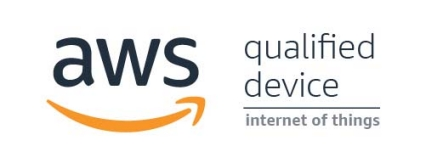 aws
qualified
device
internet of things